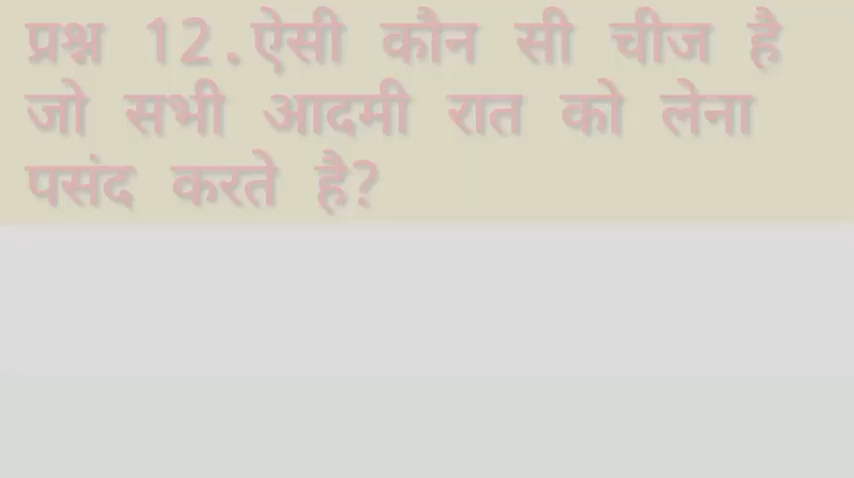 प्रश्न 12.ऐसी कौन सी चीज है
जो सभी आदमी रात को लेना
पसंद करते है?